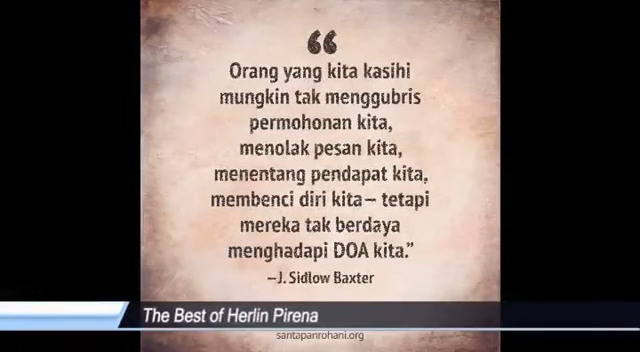 “
Orang yang kita kasihi
mungkin tak menggubris
permohonan kita,
menolak pesan kita,
menentang pendapat kita,
membenci diri kita– tetapi
mereka tak berdaya
menghadapi DOA kita.”
–J. Sidlow Baxter
The Best of Herlin Pirena
santapanrohani.org